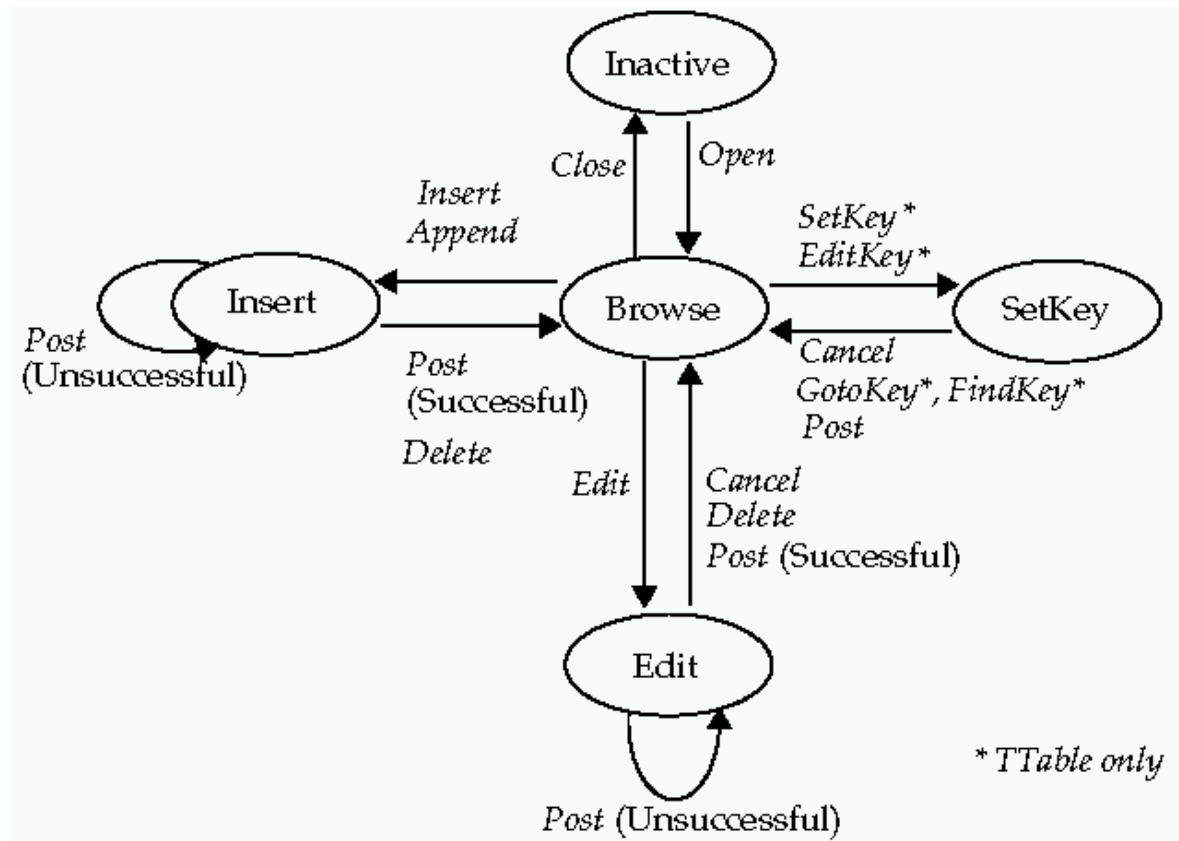 Inactive
Close
Open
Insert
Append
SetKey*
EditKey*
Insert
Browse
SetKey
Post
(Unsuccessful)
Post
(Successful)
Delete
Cancel
GotoKey*, FindKey*
Post
Edit
Cancel
Delete
Post (Successful)
Edit
* TTable only
Post (Unsuccessful)